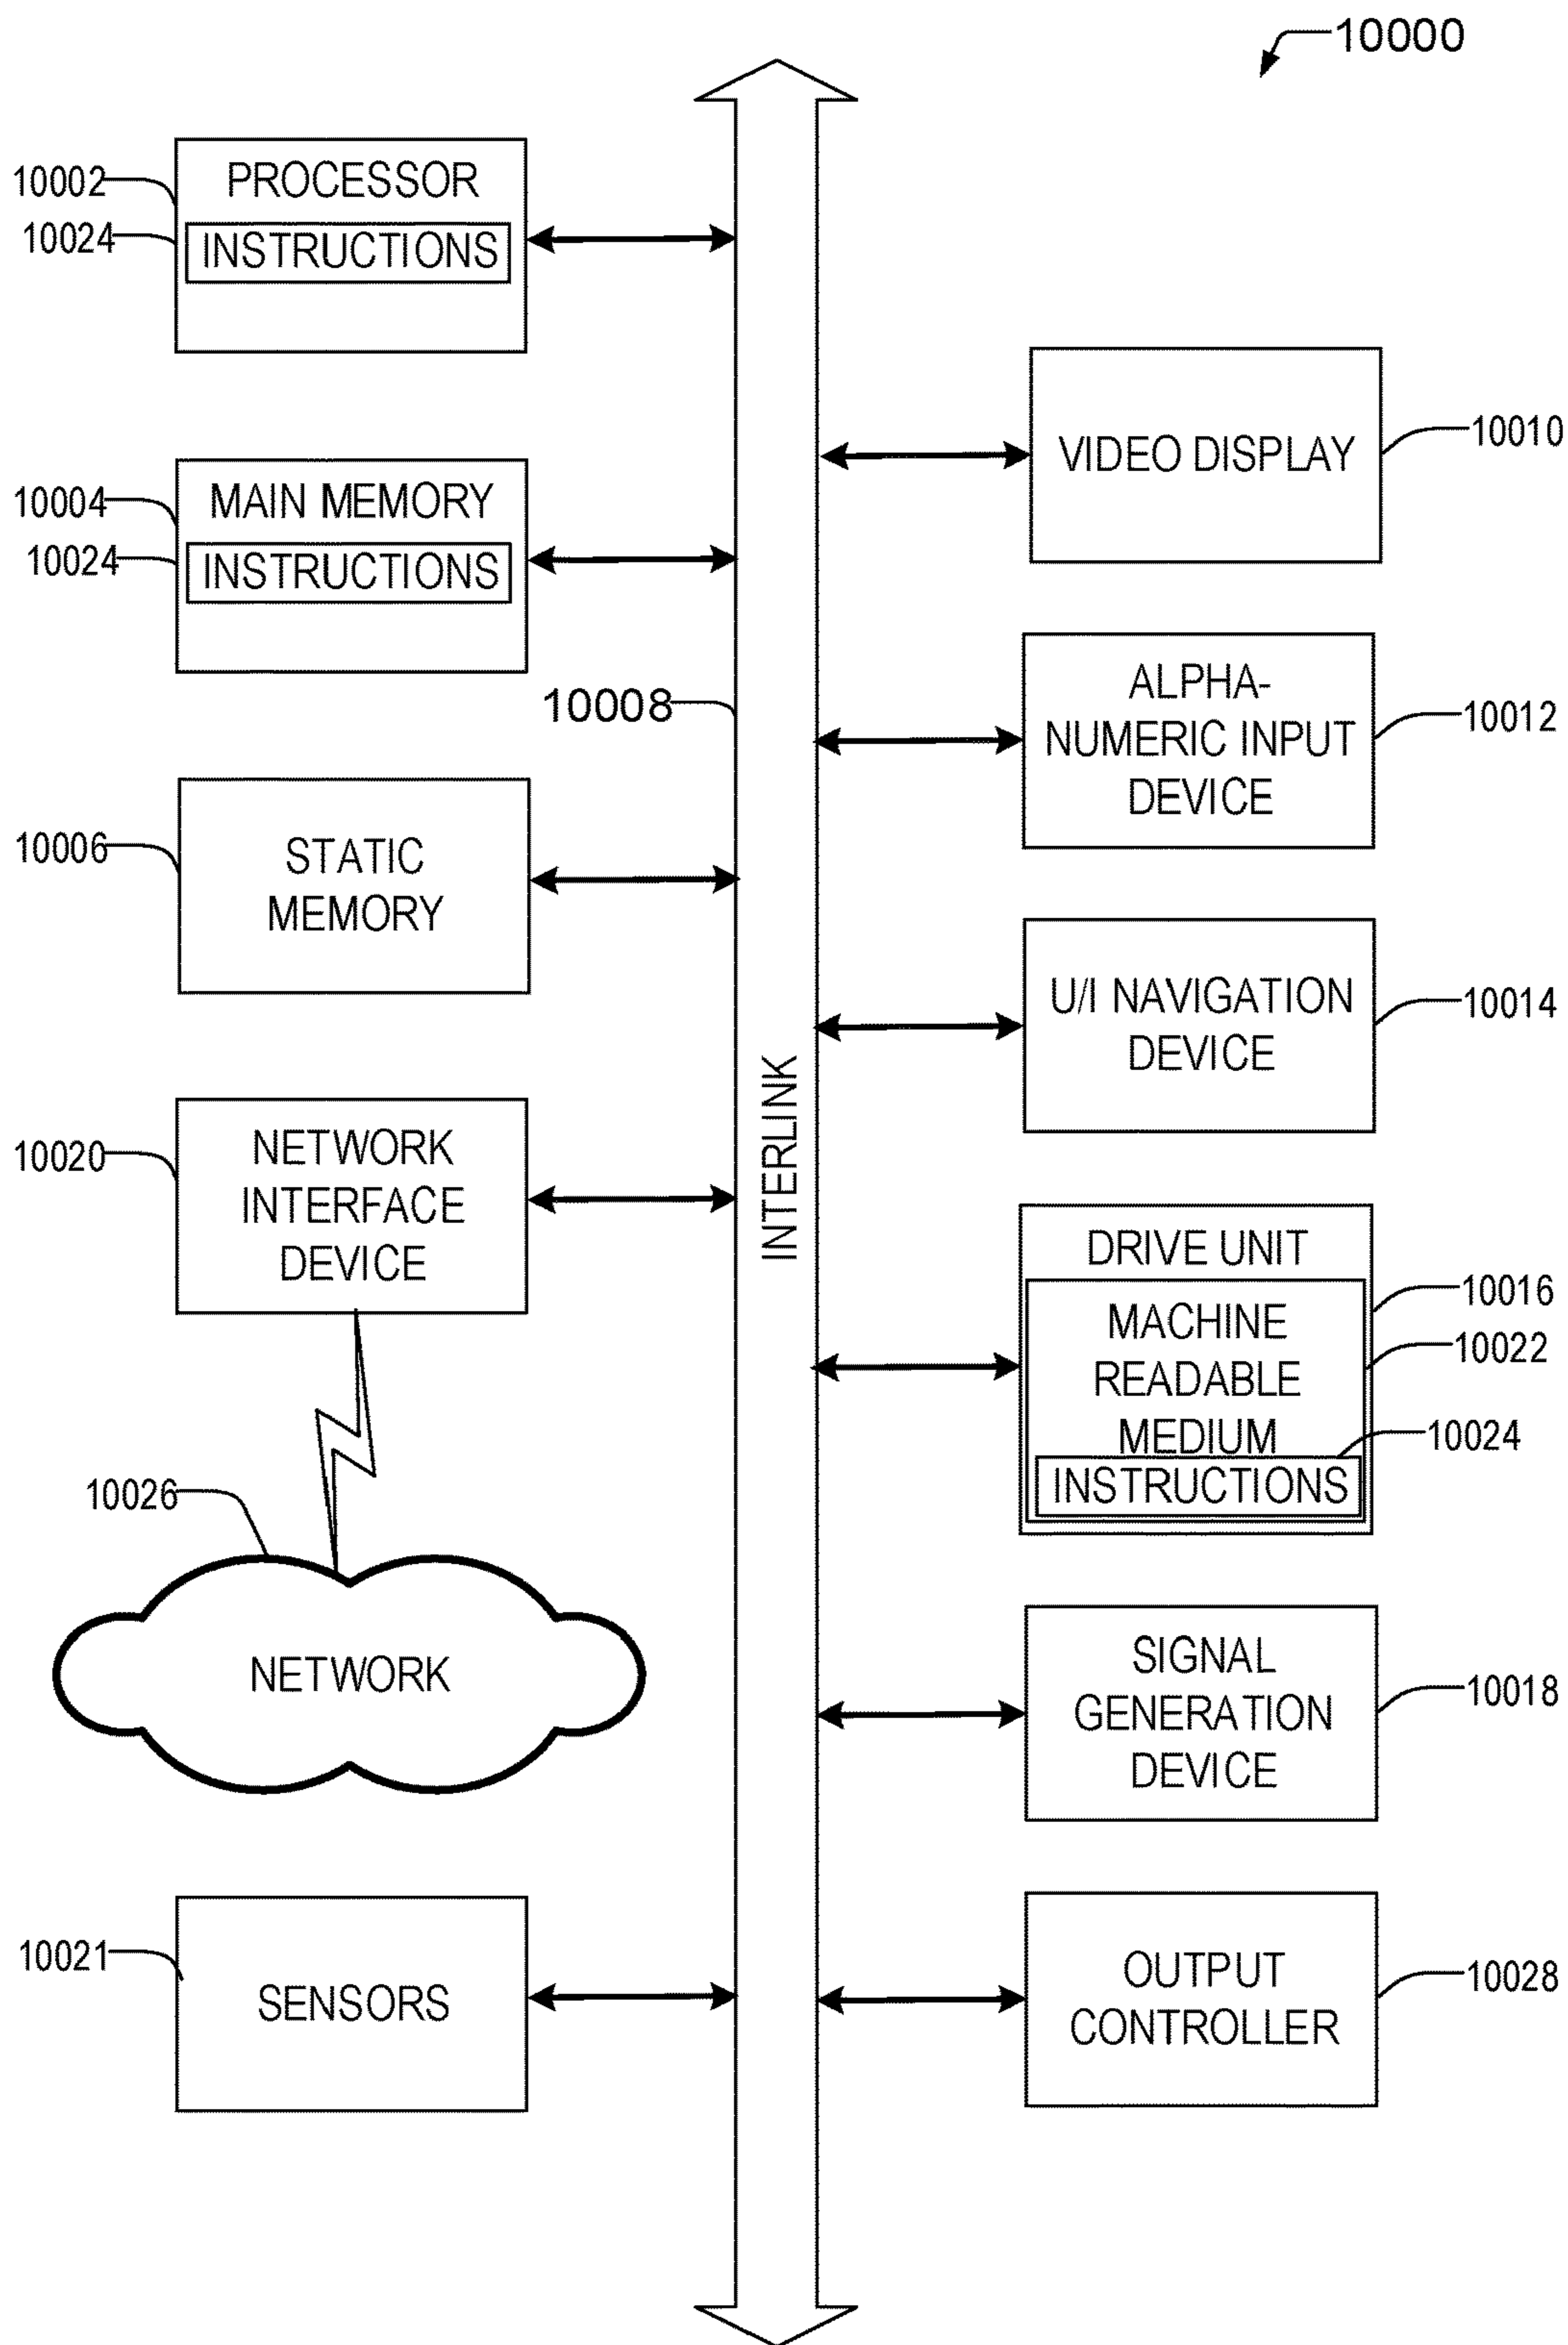 10000
10002
PROCESSOR
10024
INSTRUCTIONS
10004
MAIN MEMORY
10024
INSTRUCTIONS
10008
10006
STATIC
MEMORY
10020
NETWORK
INTERFACE
DEVICE
10026
NETWORK
10021
SENSORS
INTERLINK
VIDEO DISPLAY
10010
ALPHA-
NUMERIC INPUT
DEVICE
10012
U/I NAVIGATION
DEVICE
10014
DRIVE UNIT
10016
MACHINE
READABLE
MEDIUM
10022
10024
INSTRUCTIONS
SIGNAL
GENERATION
DEVICE
10018
OUTPUT
CONTROLLER
10028